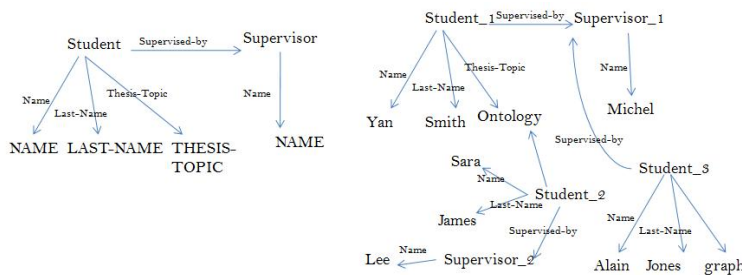 Student
Supervised-by
Supervisor
Name
Last-Name
Thesis-Topic
Name
NAME
LAST-NAME
THESIS-
TOPIC
NAME
Student_1
Supervised-by
Supervisor_1
Name
Last-Name
Thesis-Topic
Name
Yan
Smith
Ontology
Michel
Supervised-by
Sara
Name
Student_2
Last-Name
James
Supervised-by
Lee
Name
Supervisor_2
Student_3
Name
Last-Name
Alain
Jones
graph